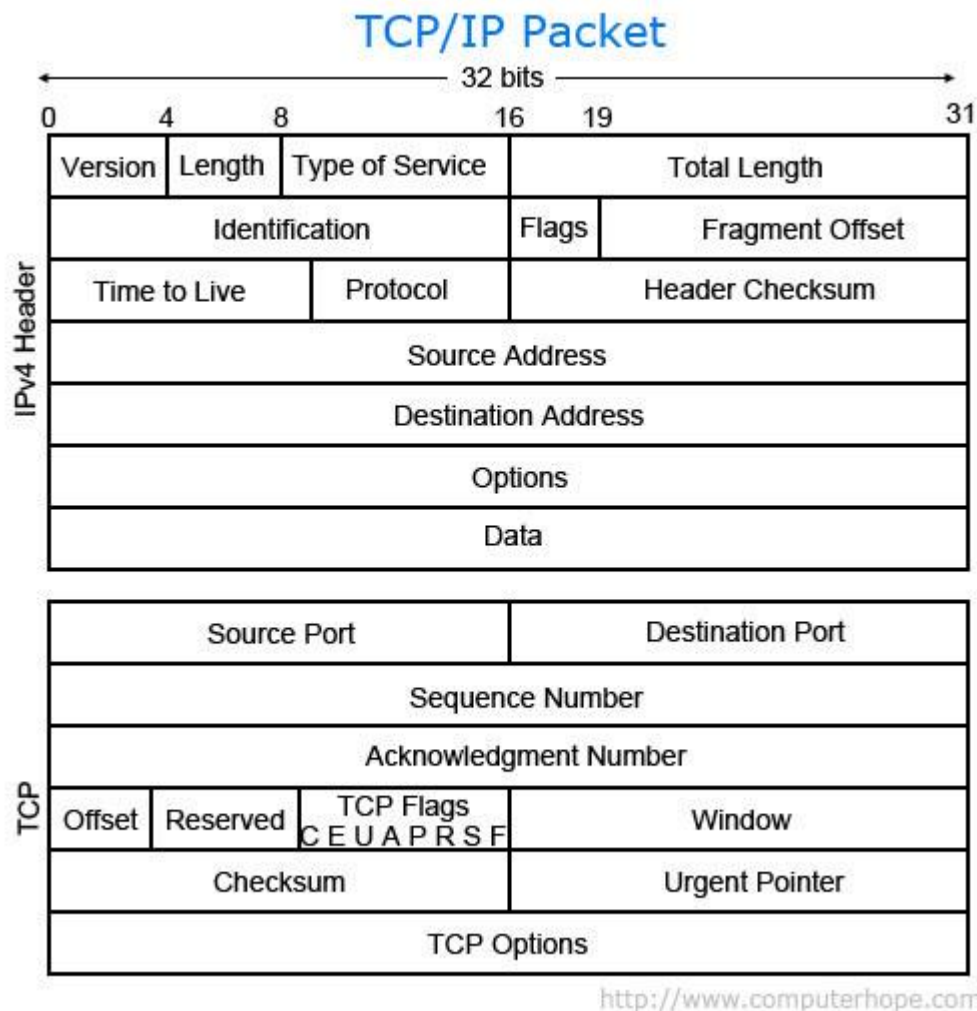 TCP/IP Packet
32 bits
0 4 8 16 19 31
Version Length Type of Service Total Length
Identification Flags Fragment Offset
Time to Live Protocol Header Checksum
Source Address
Destination Address
Options
Data
IPv4 Header
Source Port Destination Port
Sequence Number
Acknowledgment Number
Offset Reserved TCP Flags Window
C E U A P R S F
Checksum Urgent Pointer
TCP Options
TCP
http://www.computerhope.com